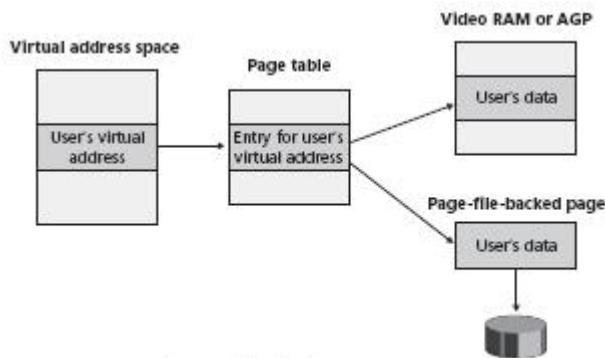 Video RAM or AGP
Virtual address space
Page table
User's data
User's virtual
address
Entry for user's
virtual address
Page-file-backed page
User's data